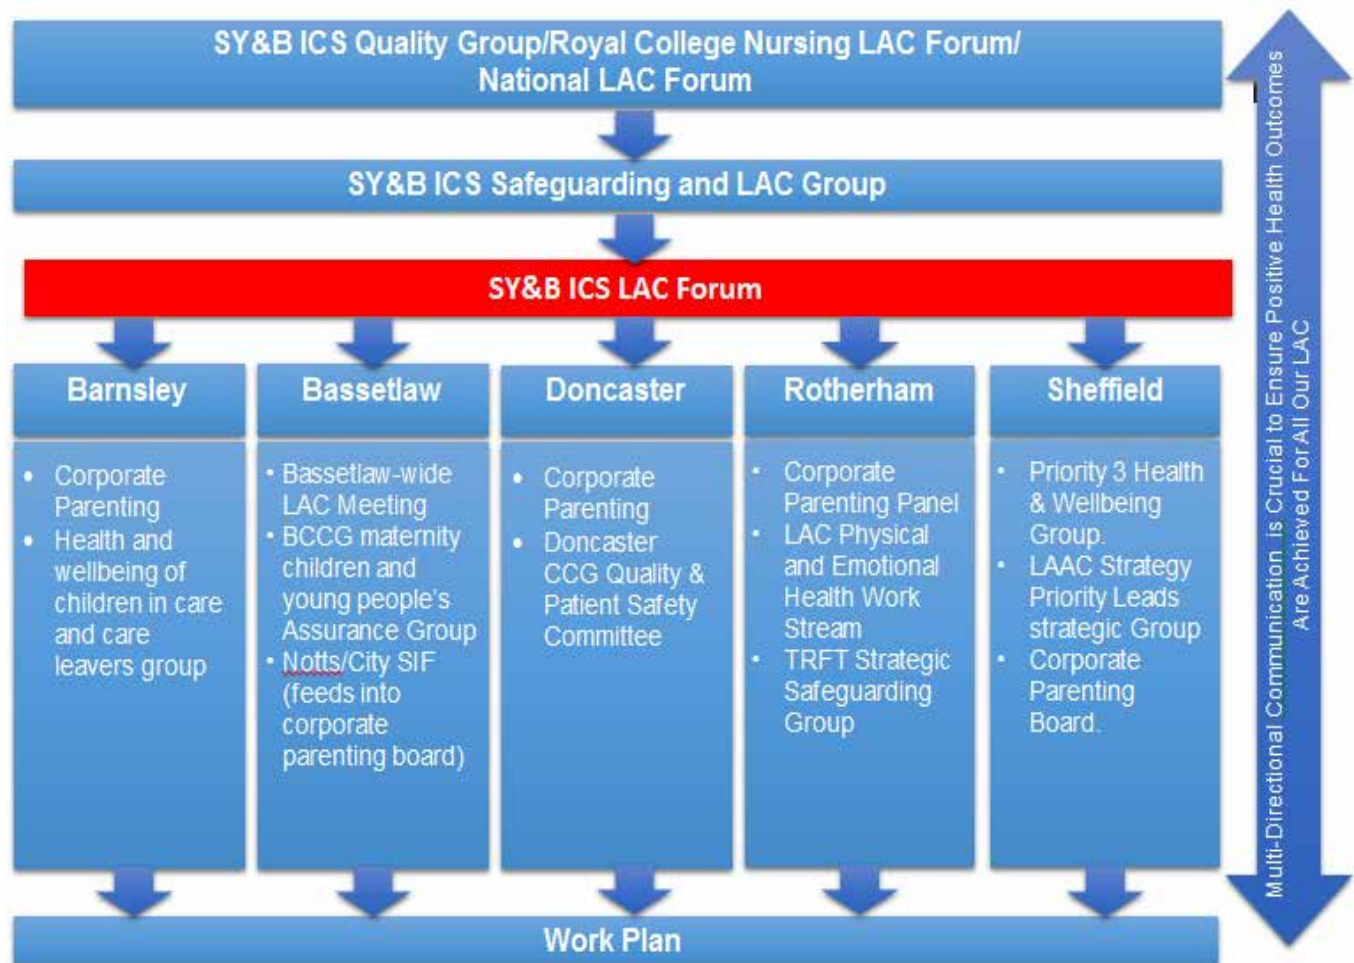 SY&B ICS Quality Group/Royal College Nursing LAC Forum/
National LAC Forum
SY&B ICS Safeguarding and LAC Group
SY&B ICS LAC Forum
Barnsley
• Corporate
Parenting
• Health and
wellbeing of
children in care
and care
leavers group
Bassetlaw
• Bassetlaw-wide
LAC Meeting
• BCCG maternity
children and
young people's
Assurance Group
• Notts/City SIF
(feeds into
corporate
parenting board)
Doncaster
• Corporate
Parenting
• Doncaster
CCG Quality &
Patient Safety
Committee
Rotherham
• Corporate
Parenting Panel
• LAC Physical
and Emotional
Health Work
Stream
• TRFT Strategic
Safeguarding
Group
Sheffield
• Priority 3 Health
& Wellbeing
Group.
• LAAC Strategy
Priority Leads
strategic Group
• Corporate
Parenting
Board.
Work Plan
Multi-Directional Communication is Crucial to Ensure Positive Health Outcomes
Are Achieved For All Our LAC